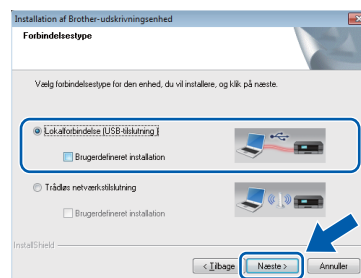 Installation af Brother-udskrivningsenhed
Forbindelsestype
Vælg forbindelsestype for den enhed, du vil installere, og klik på næste.
Lokalforbindelse (USB-tilslutning)
Brugerdefineret installation
Trådløs netværkstilslutning
Brugerdefineret installation
InstallShield
< Tilbage Næste > Annuller